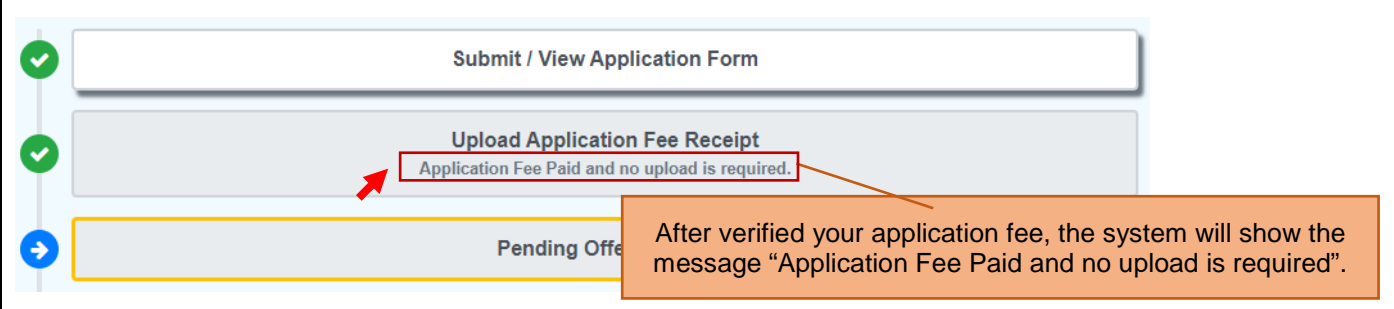 Submit / View Application Form
Upload Application Fee Receipt
Application Fee Paid and no upload is required.
Pending Offe
After verified your application fee, the system will show the
message “Application Fee Paid and no upload is required”.